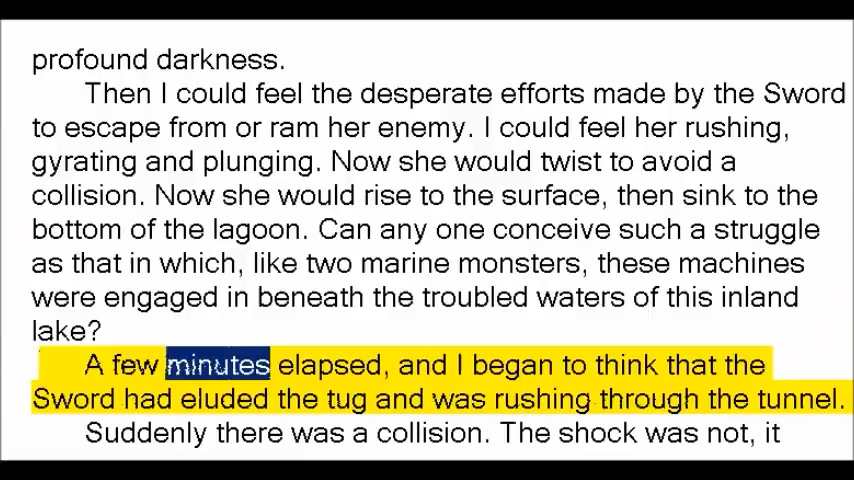 profound darkness.
Then I could feel the desperate efforts made by the Sword
to escape from or ram her enemy. I could feel her rushing,
gyrating and plunging. Now she would twist to avoid a
collision. Now she would rise to the surface, then sink to the
bottom of the lagoon. Can any one conceive such a struggle
as that in which, like two marine monsters, these machines
were engaged in beneath the troubled waters of this inland
lake?
A few minutes elapsed, and I began to think that the
Sword had eluded the tug and was rushing through the tunnel.
Suddenly there was a collision. The shock was not, it